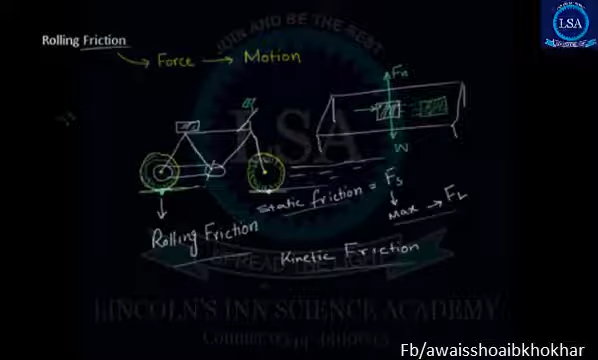 Rolling Friction
Force → Motion
JOIN AND BE THE BEST
LSA
LSA
Fn
W
Static friction = Fs
Max → FL
Rolling Friction
Kinetic Friction
SPREAD THE LIGHT
LINCOLN'S INN SCIENCE ACADEMY
Fb/awaisshoaibkhokhar